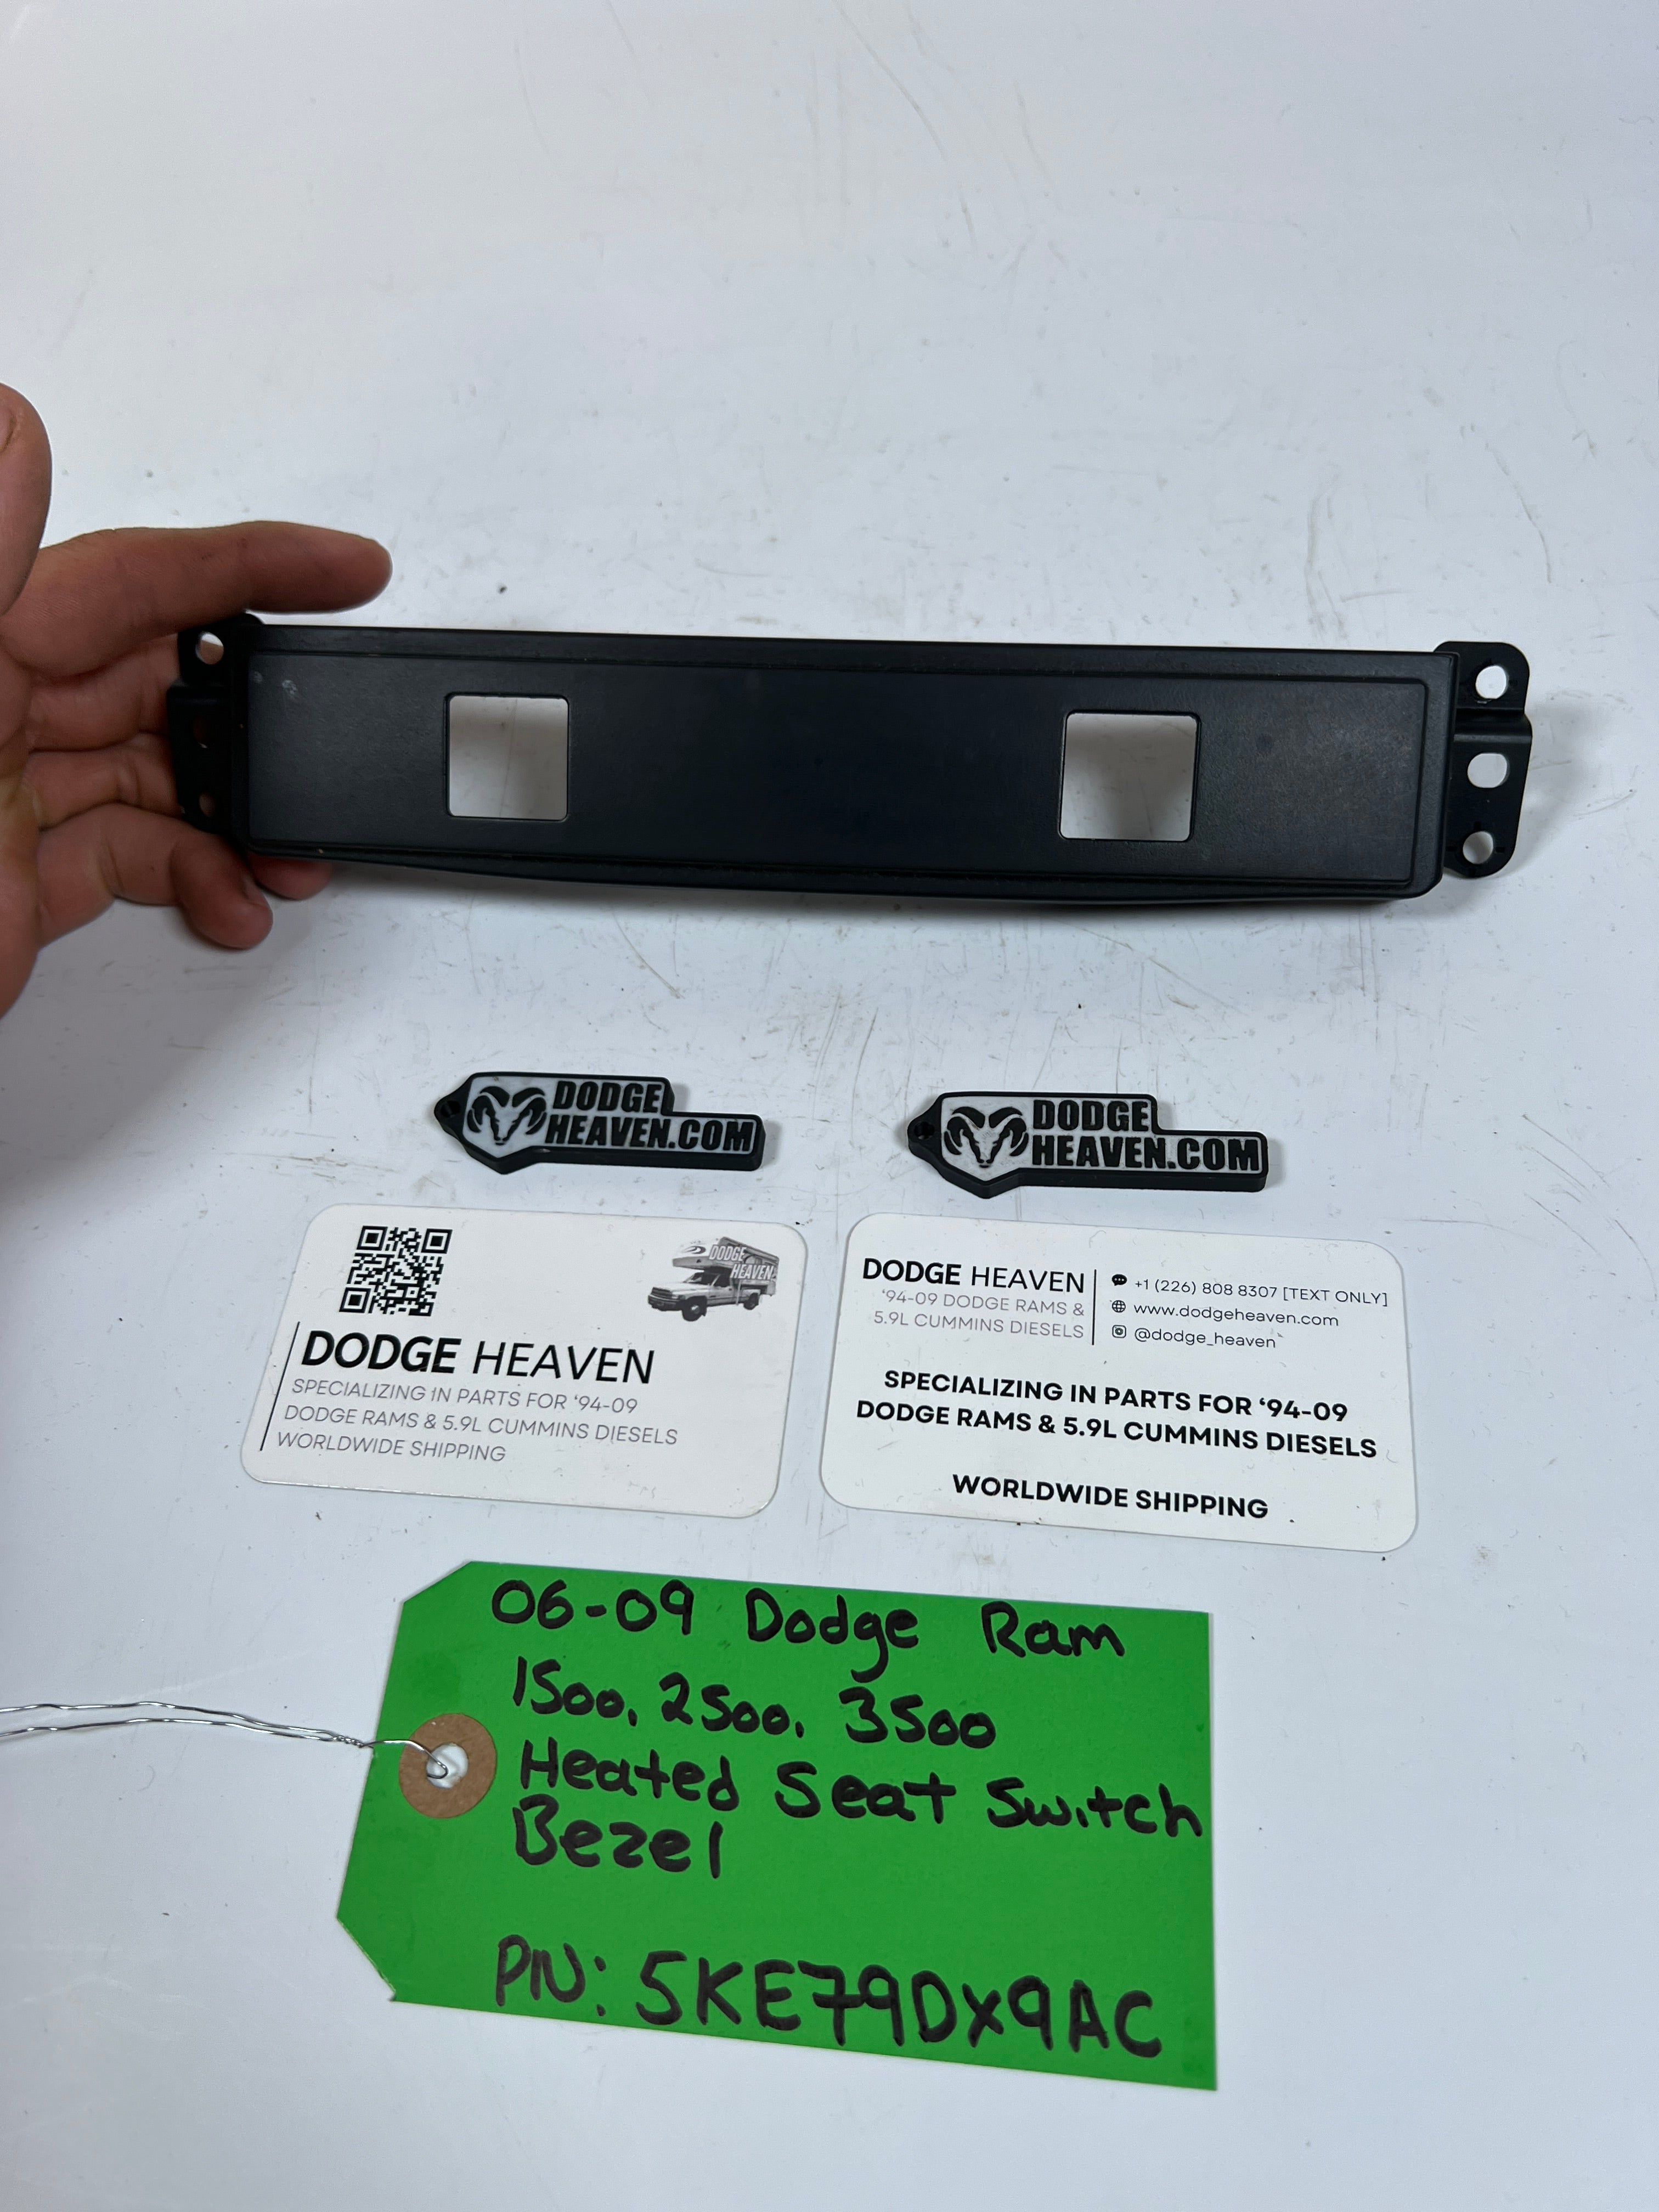 DODGE
HEAVEN.COM
DODGE
HEAVEN.COM
DODGE
HEAVEN
DODGE HEAVEN
SPECIALIZING IN PARTS FOR ‘94-09
DODGE RAMS & 5.9L CUMMINS DIESELS
WORLDWIDE SHIPPING
DODGE HEAVEN
‘94-09 DODGE RAMS &
5.9L CUMMINS DIESELS
+1 (226) 808 8307 [TEXT ONLY]
www.dodgeheaven.com
@dodge_heaven
SPECIALIZING IN PARTS FOR ‘94-09
DODGE RAMS & 5.9L CUMMINS DIESELS
WORLDWIDE SHIPPING
06-09 Dodge Ram
1500, 2500, 3500
Heated Seat Switch
Bezel
PN: 5KE79DX9AC